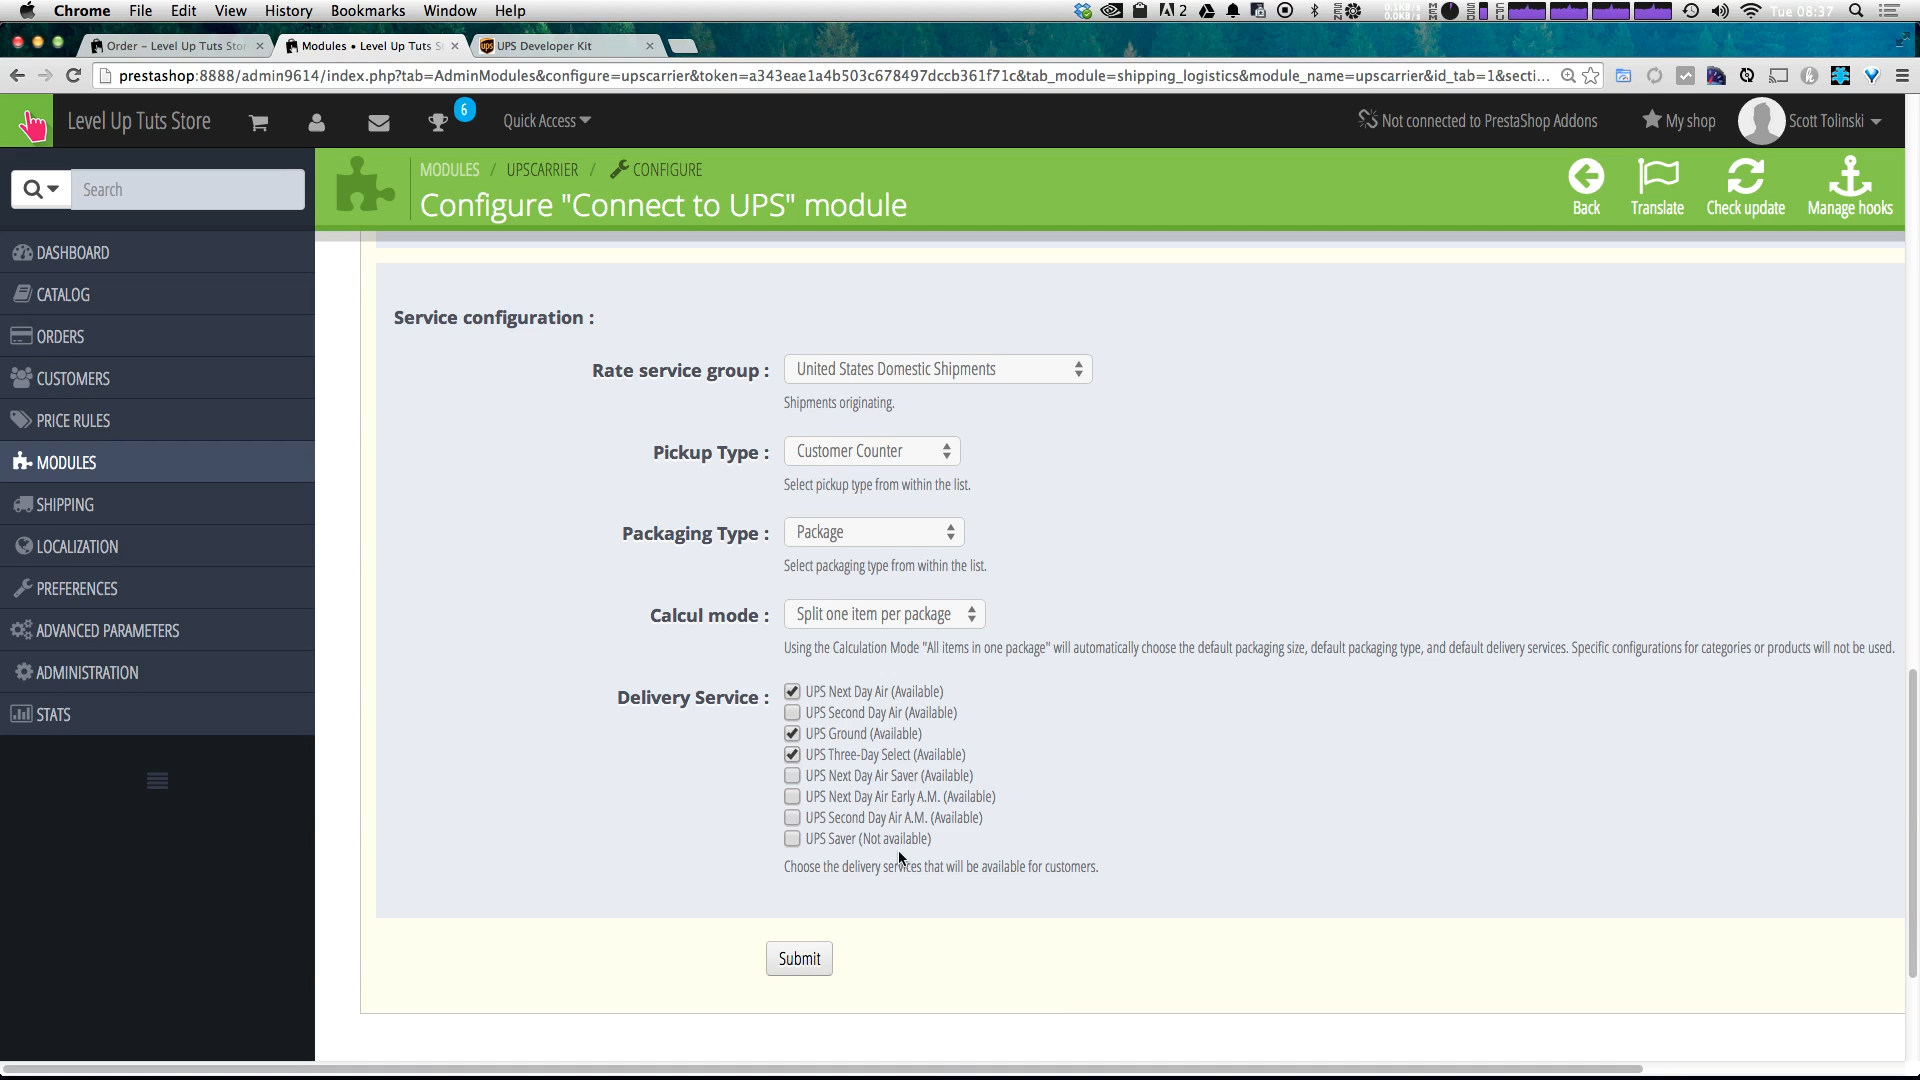 Chrome File Edit View History Bookmarks Window Help
2 Tue 08:37
Order – Level Up Tuts Stor
Modules • Level Up Tuts S
ups UPS Developer Kit
prestashop:8888/admin9614/index.php?tab=AdminModules&configure=upscarrier&token=a343eae1a4b503c678497dccb361f71c&tab_module=shipping_logistics&module_name=upscarrier&id_tab=1&secti...
Level Up Tuts Store
6
Quick Access
Not connected to PrestaShop Addons
My shop
Scott Tolinski
Search
MODULES / UPSCARRIER / CONFIGURE
Configure "Connect to UPS" module
Back
Translate
Check update
Manage hooks
DASHBOARD
CATALOG
ORDERS
CUSTOMERS
PRICE RULES
MODULES
SHIPPING
LOCALIZATION
PREFERENCES
ADVANCED PARAMETERS
ADMINISTRATION
STATS
Service configuration :
Rate service group : United States Domestic Shipments
Shipments originating.
Pickup Type : Customer Counter
Select pickup type from within the list.
Packaging Type : Package
Select packaging type from within the list.
Calcul mode : Split one item per package
Using the Calculation Mode "All items in one package" will automatically choose the default packaging size, default packaging type, and default delivery services. Specific configurations for categories or products will not be used.
Delivery Service : UPS Next Day Air (Available)
UPS Second Day Air (Available)
UPS Ground (Available)
UPS Three-Day Select (Available)
UPS Next Day Air Saver (Available)
UPS Next Day Air Early A.M. (Available)
UPS Second Day Air A.M. (Available)
UPS Saver (Not available)
Choose the delivery services that will be available for customers.
Submit